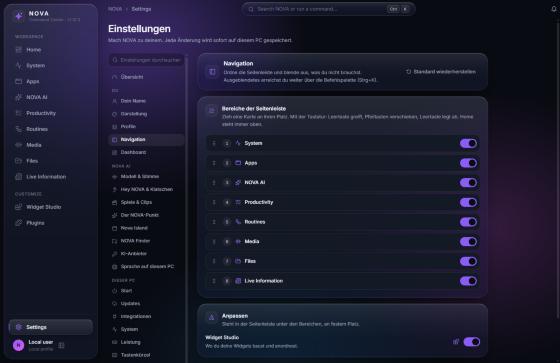 NOVA
Command Center · v1.12.0
WORKSPACE
Home
System
Apps
NOVA AI
Productivity
Routines
Media
Files
Live Information
CUSTOMIZE
Widget Studio
Plugins
Settings
Local user
Local profile
NOVA › Settings
Search NOVA or run a command...
Ctrl K
Einstellungen
Mach NOVA zu deinem. Jede Änderung wird sofort auf diesem PC gespeichert.
Einstellungen durchsuchen
Übersicht
DU
Dein Name
Darstellung
Profile
Navigation
Dashboard
NOVA AI
Modell & Stimme
Hey NOVA & Klatschen
Spiele & Clips
Der NOVA-Punkt
Nova Island
NOVA Finder
KI-Anbieter
Sprache auf diesem PC
DIESER PC
Start
Updates
Integrationen
System
Leistung
Tastenkürzel
Navigation
Ordne die Seitenleiste und blende aus, was du nicht brauchst.
Ausgeblendetes erreichst du weiter über die Befehlspalette (Strg+K).
Standard wiederherstellen
Bereiche der Seitenleiste
Zieh eine Karte an ihren Platz. Mit der Tastatur: Leertaste greift, Pfeiltasten verschieben, Leertaste legt ab. Home
steht immer oben.
1 System
2 Apps
3 NOVA AI
4 Productivity
5 Routines
6 Media
7 Files
8 Live Information
Anpassen
Steht in der Seitenleiste unter den Bereichen, an festem Platz.
Widget Studio
Wo du deine Widgets baust und anordnest.